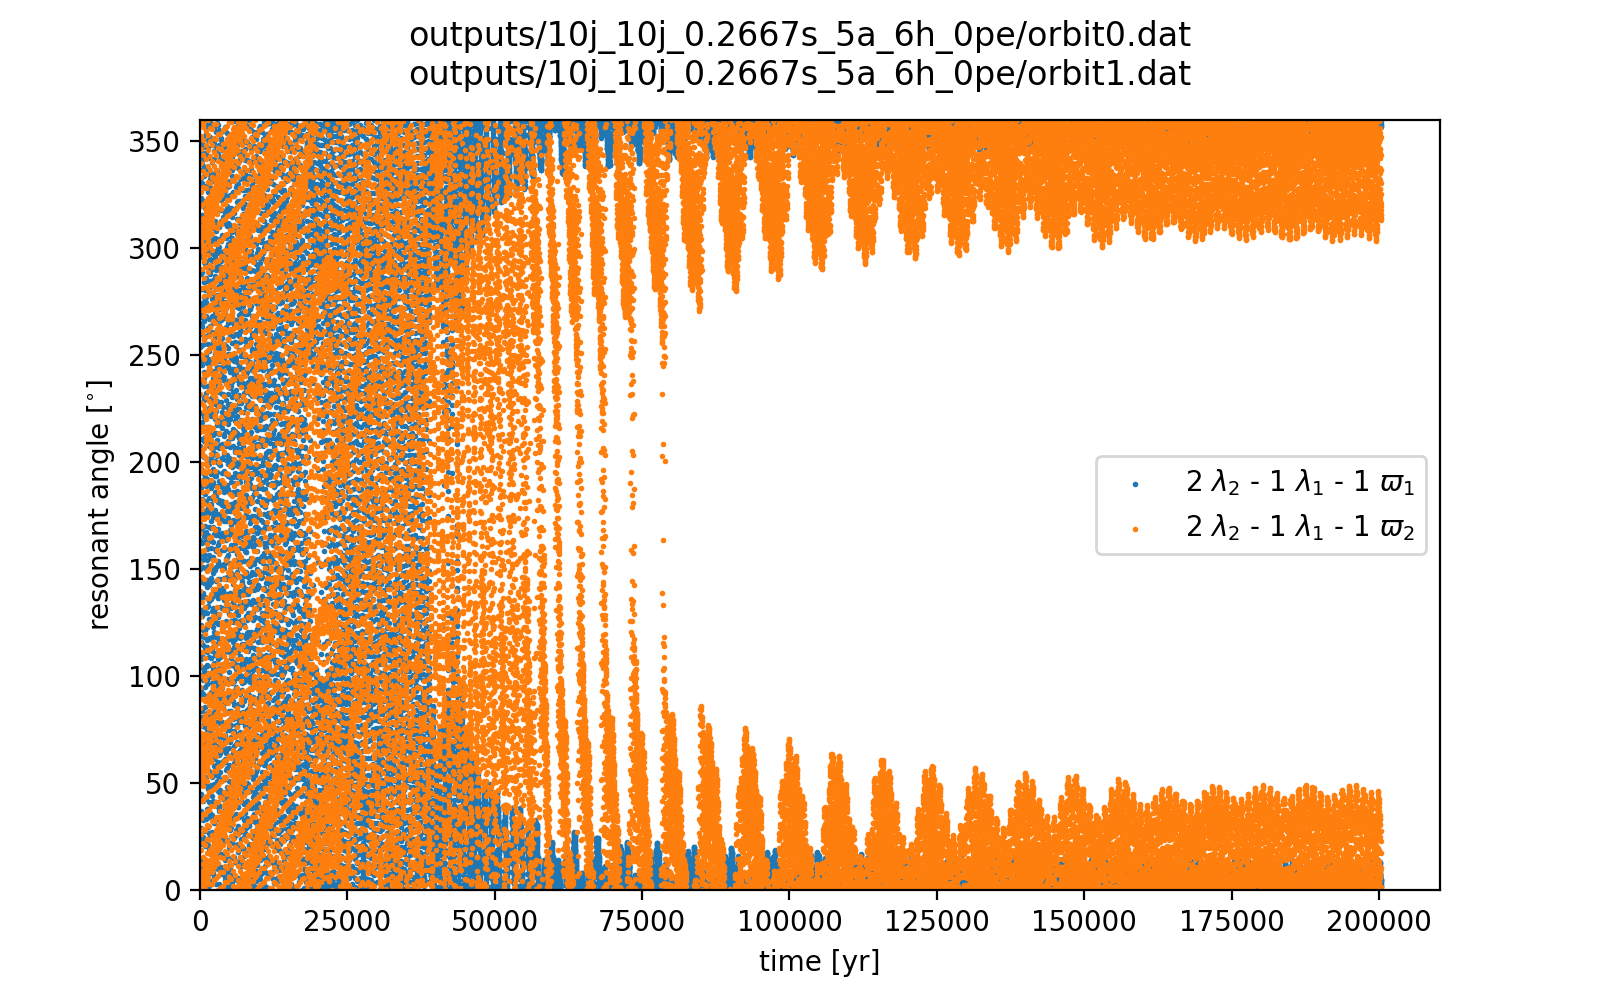 outputs/10j_10j_0.2667s_5a_6h_0pe/orbit0.dat
outputs/10j_10j_0.2667s_5a_6h_0pe/orbit1.dat
350
300
250
200
150
100
50
0
resonant angle [°]
2 λ₂ - 1 λ₁ - 1 ϖ₁
2 λ₂ - 1 λ₁ - 1 ϖ₂
0 25000 50000 75000 100000 125000 150000 175000 200000
time [yr]